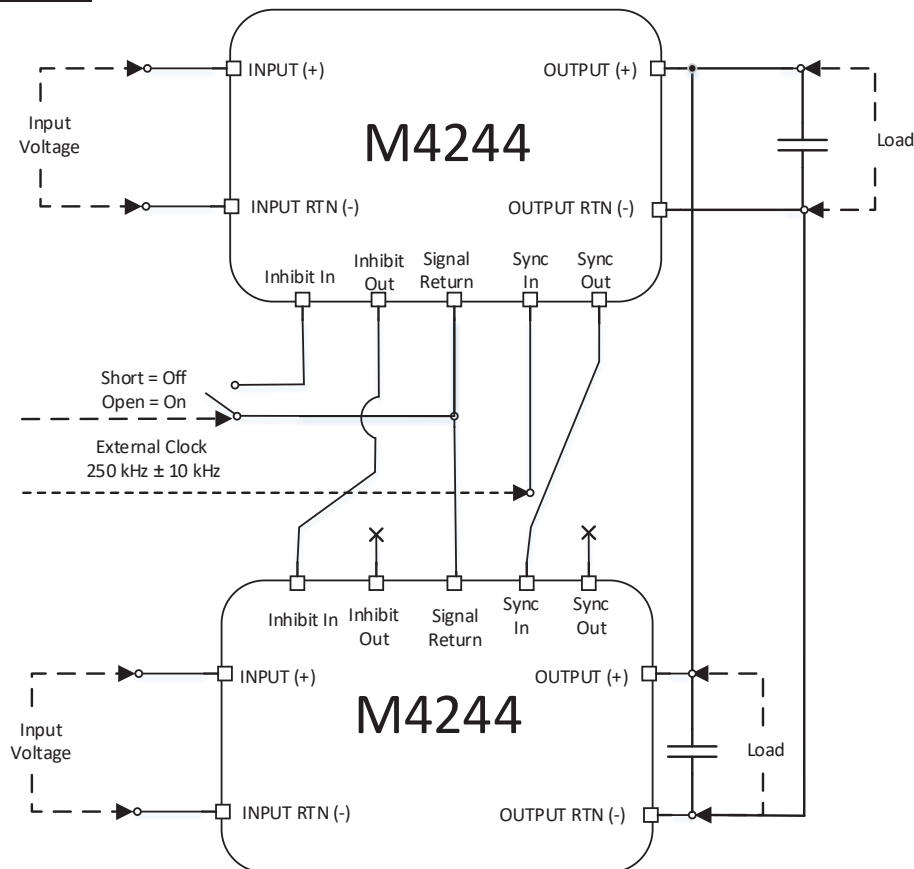 INPUT (+)
OUTPUT (+)
Input
Voltage
M4244
Load
INPUT RTN (-)
OUTPUT RTN (-)
Inhibit In
Inhibit
Out
Signal
Return
Sync
In
Sync
Out
Short = Off
Open = On
External Clock
250 kHz ± 10 kHz
Inhibit In
Inhibit
Out
Signal
Return
Sync
In
Sync
Out
INPUT (+)
OUTPUT (+)
Input
Voltage
M4244
Load
INPUT RTN (-)
OUTPUT RTN (-)